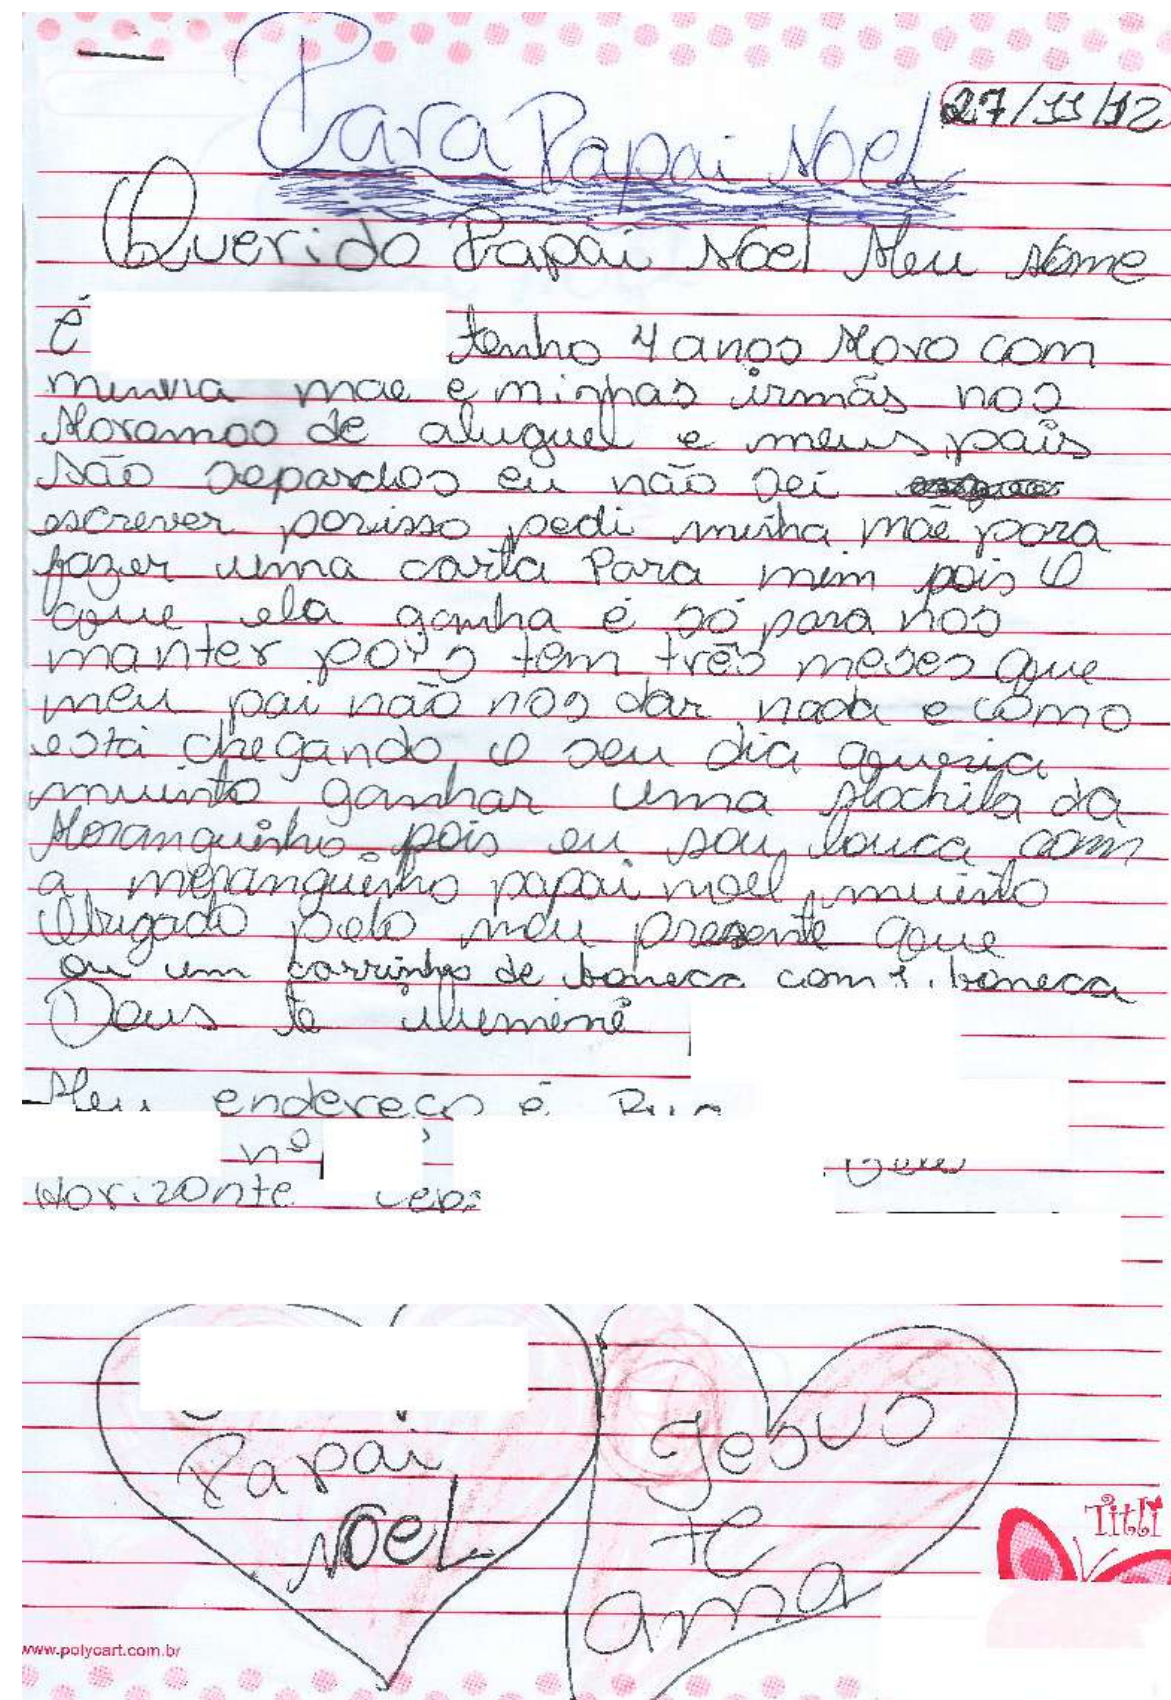 27/11/12
Para Papai Noel
Querido Papai Noel Meu Nome
é
tenho 4 anos Moro com
minha mãe e minhas irmãs nos
Moramos de aluguel e meus pais
são separdos eu não sei
escrever porisso pedi minha mãe para
fazer uma carta Para mim pois O
que ela ganha é só para nos
manter pois tem três meses que
meu pai não nos dar nada e como
está chegando o seu dia queria
muinto ganhar uma Mochila da
Moranguinho pois eu sou louca com
a moranguinho papai noel muinto
Obrigado pelo meu presente que
ou um carrinho de boneca com 1 boneca
Deus te ilumine
Meu endereço é Rua
nº
Horizonte cep:
Papai
NOEL
Jesus
te
ama
Titli
www.polycart.com.br